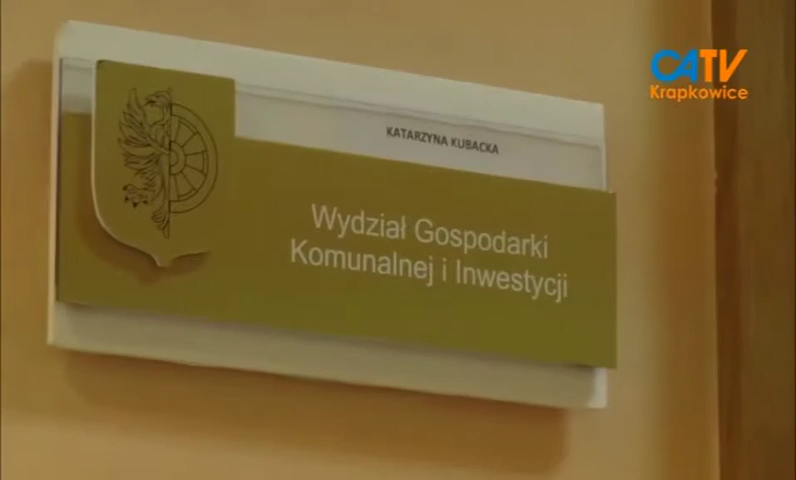 CATV
Krapkowice
KATARZYNA KUBACKA
Wydział Gospodarki
Komunalnej i Inwestycji